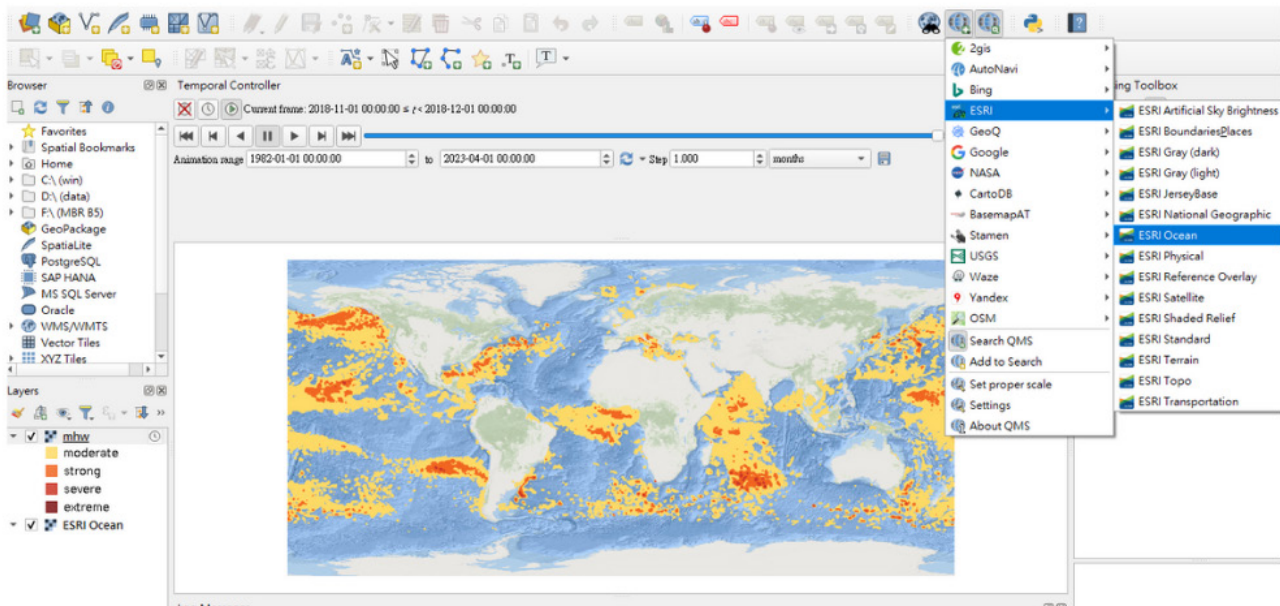 2gis
AutoNavi
Browser
Temporal Controller
Bing
ing Toolbox
Current frame: 2018-11-01 00:00:00 ≤ t < 2018-12-01 00:00:00
ESRI
ESRI Artificial Sky Brightness
Favorites
GeoQ
ESRI BoundariesPlaces
Spatial Bookmarks
Google
ESRI Gray (dark)
Home
Animation range 1982-01-01 00:00:00 to 2023-04-01 00:00:00 Step 1.000 months
NASA
ESRI Gray (light)
C:\ (win)
D:\ (data)
CartoDB
ESRI JerseyBase
F:\ (MBR B5)
BasemapAT
ESRI National Geographic
GeoPackage
Stamen
ESRI Ocean
SpatiaLite
USGS
ESRI Physical
PostgreSQL
Waze
ESRI Reference Overlay
SAP HANA
MS SQL Server
Yandex
ESRI Satellite
Oracle
OSM
ESRI Shaded Relief
WMS/WMTS
Search QMS
ESRI Standard
Vector Tiles
XYZ Tiles
Add to Search
ESRI Terrain
Layers
Set proper scale
ESRI Topo
Settings
ESRI Transportation
About QMS
mhw
moderate
strong
severe
extreme
ESRI Ocean